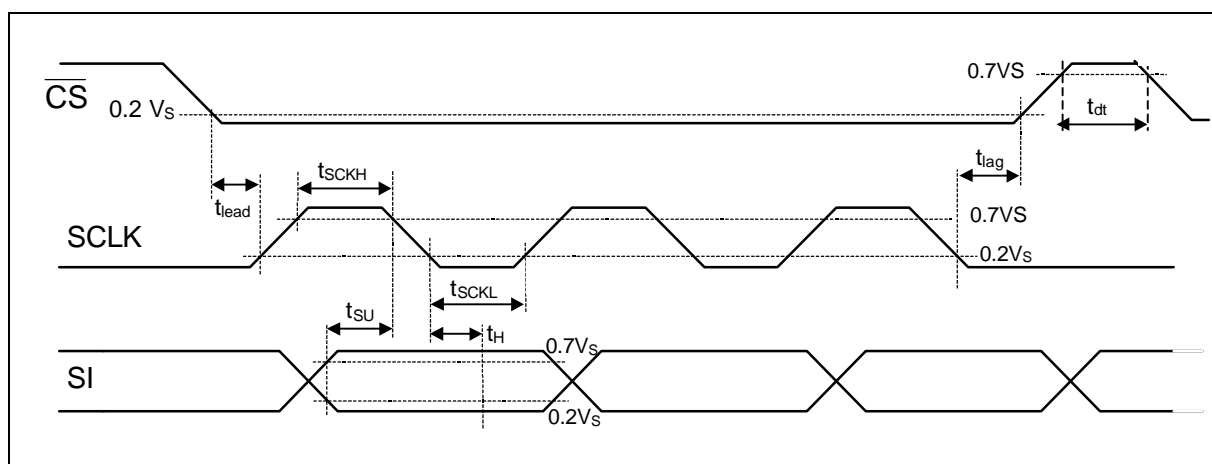 CS
0.2 VS
0.7VS
tdt
tlag
tlead
tSCKH
0.7VS
SCLK
0.2VS
tSCKL
tSU
tH
0.7VS
SI
0.2VS